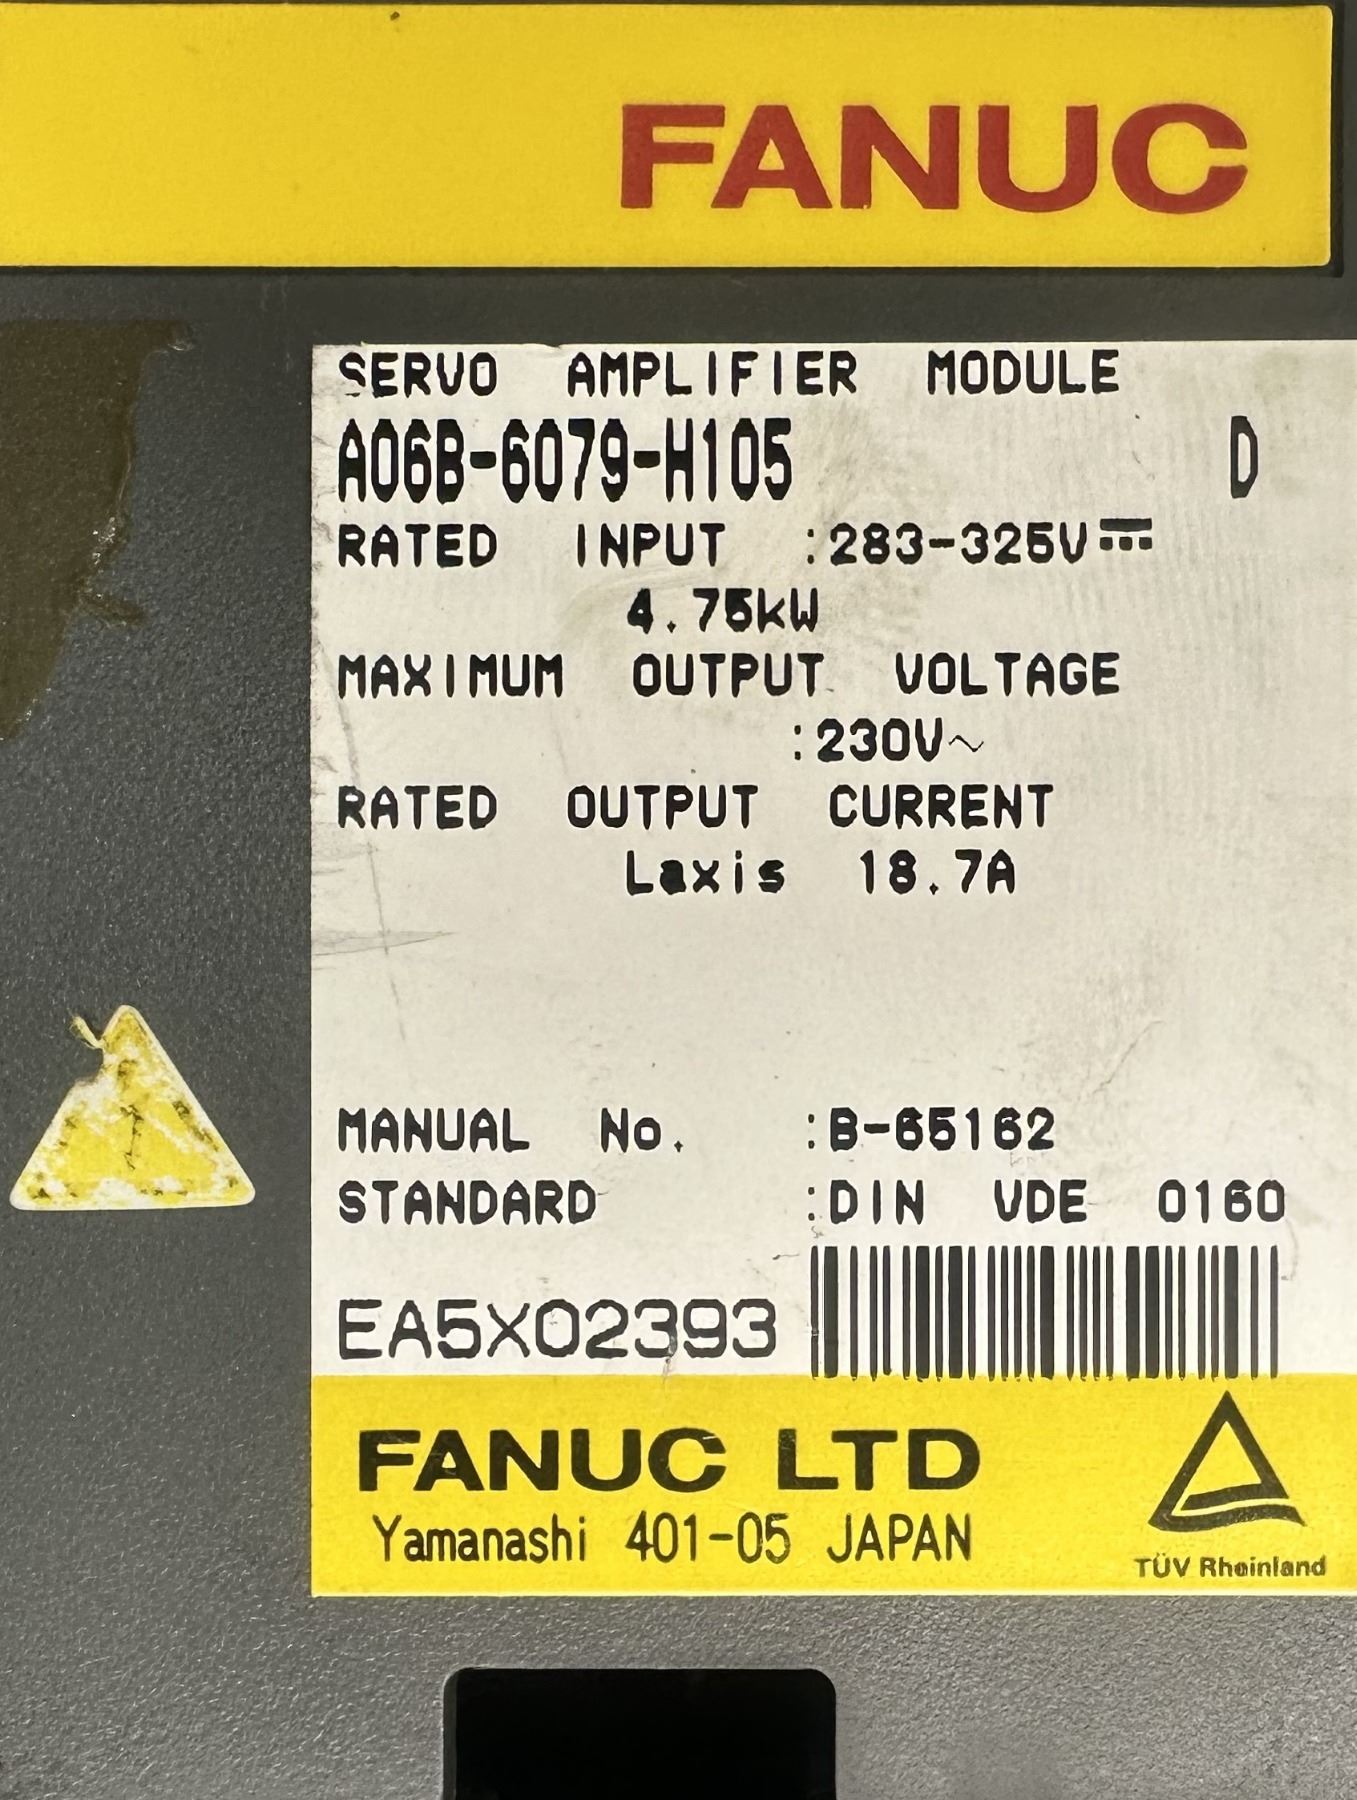 FANUC
SERVO AMPLIFIER MODULE
A06B-6079-H105 D
RATED INPUT :283-325V⎓
4.75kW
MAXIMUM OUTPUT VOLTAGE
:230V~
RATED OUTPUT CURRENT
Laxis 18.7A
MANUAL No. :B-65162
STANDARD :DIN VDE 0160
EA5X02393
FANUC LTD
Yamanashi 401-05 JAPAN
TÜV Rheinland